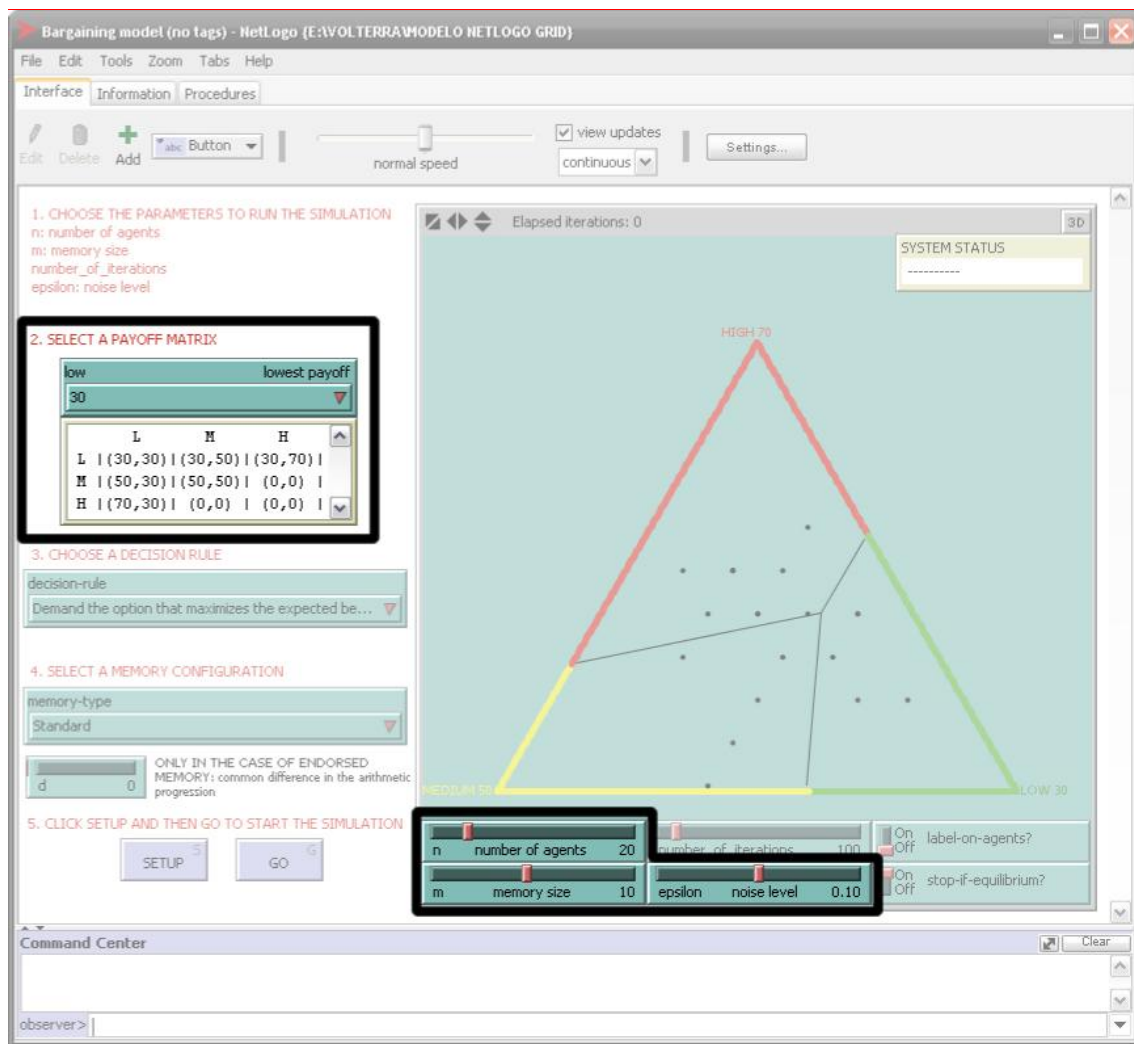 Bargaining model (no tags) - NetLogo {E:\VOLTERRA\MODELO NETLOGO GRID}
File Edit Tools Zoom Tabs Help
Interface Information Procedures
Edit Delete Add abc Button normal speed view updates continuous Settings...
1. CHOOSE THE PARAMETERS TO RUN THE SIMULATION
n: number of agents
m: memory size
number_of_iterations
epsilon: noise level
2. SELECT A PAYOFF MATRIX
low lowest payoff
30
L M H
L |(30,30)|(30,50)|(30,70)|
M |(50,30)|(50,50)| (0,0) |
H |(70,30)| (0,0) | (0,0) |
3. CHOOSE A DECISION RULE
decision-rule
Demand the option that maximizes the expected be...
4. SELECT A MEMORY CONFIGURATION
memory-type
Standard
d 0
ONLY IN THE CASE OF ENDORSED
MEMORY: common difference in the arithmetic
progression
5. CLICK SETUP AND THEN GO TO START THE SIMULATION
SETUP S
GO G
Elapsed iterations: 0
3D
SYSTEM STATUS
----------
HIGH 70
MEDIUM 50
LOW 30
n number of agents 20
number_of_iterations 100
On
Off
label-on-agents?
m memory size 10
epsilon noise level 0.10
On
Off
stop-if-equilibrium?
Command Center
Clear
observer>